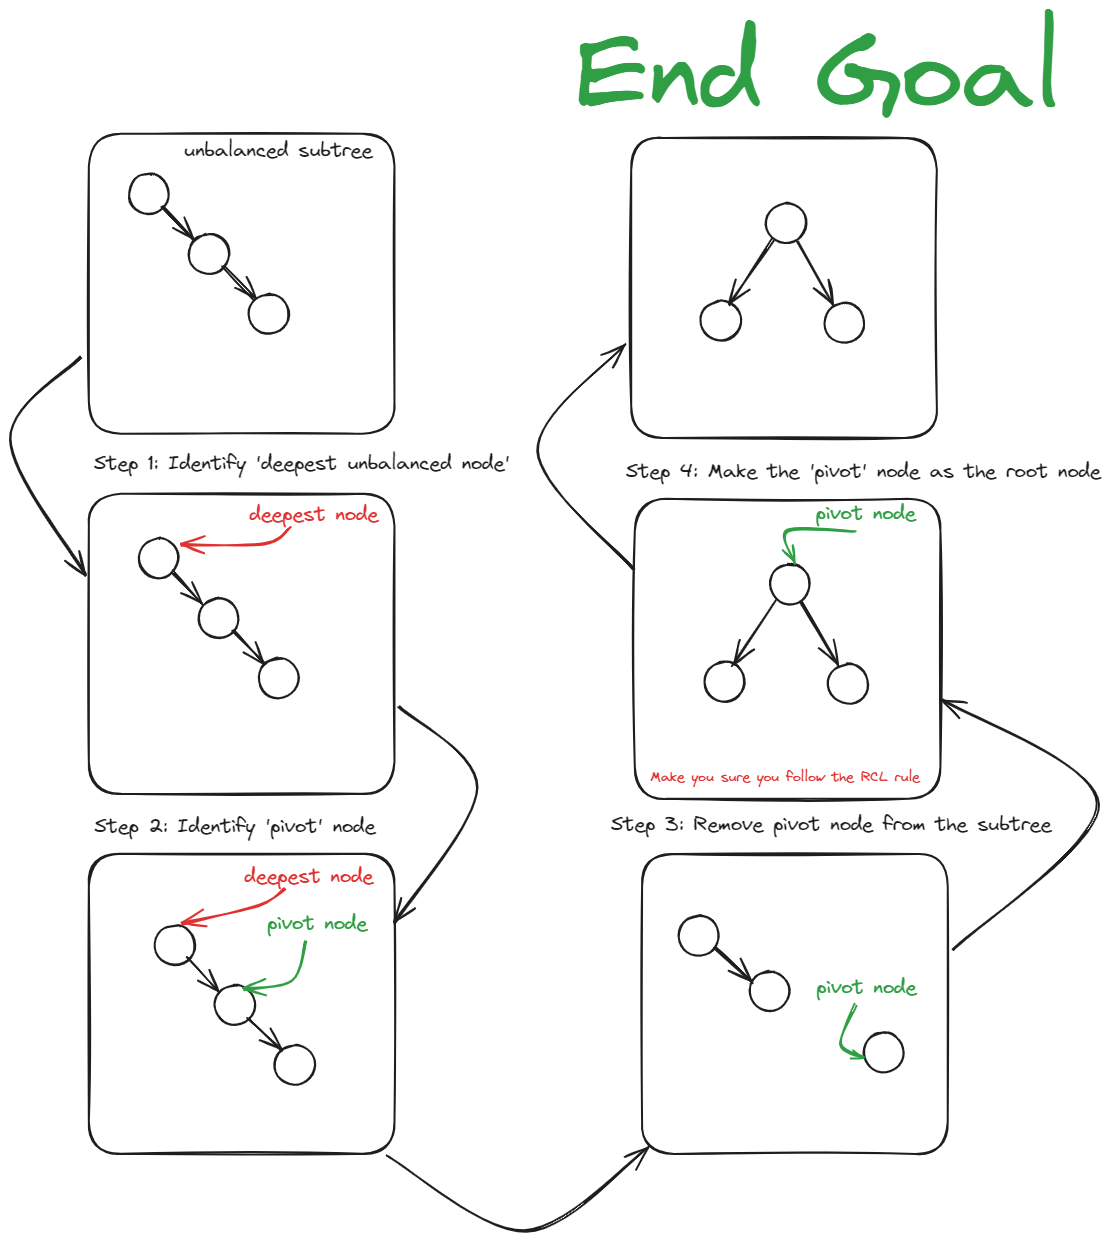 End Goal
unbalanced subtree
Step 1: Identify 'deepest unbalanced node'
deepest node
Step 2: Identify 'pivot' node
deepest node
pivot node
Step 4: Make the 'pivot' node as the root node
pivot node
Make you sure you follow the RCL rule
Step 3: Remove pivot node from the subtree
pivot node